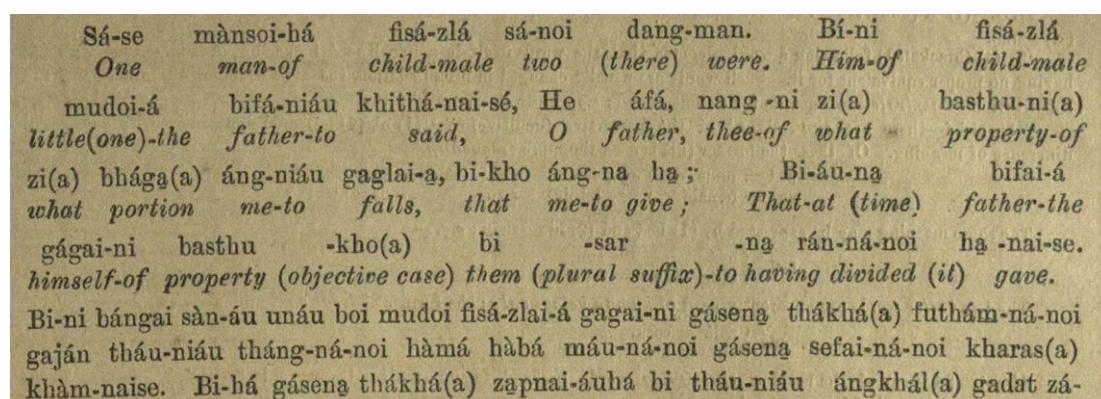 Sá-se mànsoi-há fisá-zlá sá-noi dang-man. Bí-ni fisá-zlá
One man-of child-male two (there) were. Him-of child-male
mudoi-á bifá-niáu khithá-nai-sé, He áfá, nang-ni zi(a) basthu-ni(a)
little(one)-the father-to said, O father, thee-of what property-of
zi(a) bhága̱(a) áng-niáu gaglai-a̱, bi-kho áng-na ha̱; Bi-áu-na̱ bifai-á
what portion me-to falls, that me-to give; That-at (time) father-the
gágai-ni basthu -kho(a) bi -sar -na̱ rán-ná-noi ha̱-nai-se.
himself-of property (objective case) them (plural suffix)-to having divided (it) gave.
Bi-ni bángai sàn-áu unáu boi mudoi fisá-zlai-á gagai-ni gásena̱ thákhá(a) futhám-ná-noi
gaján tháu-niáu tháng-ná-noi hàmá hàbá máu-ná-noi gásena̱ sefai-ná-noi kharas(a)
khàm-naise. Bi-há gásena̱ thákhá(a) za̱pnai-áuhá bi tháu-niáu ángkhál(a) gadat zá-